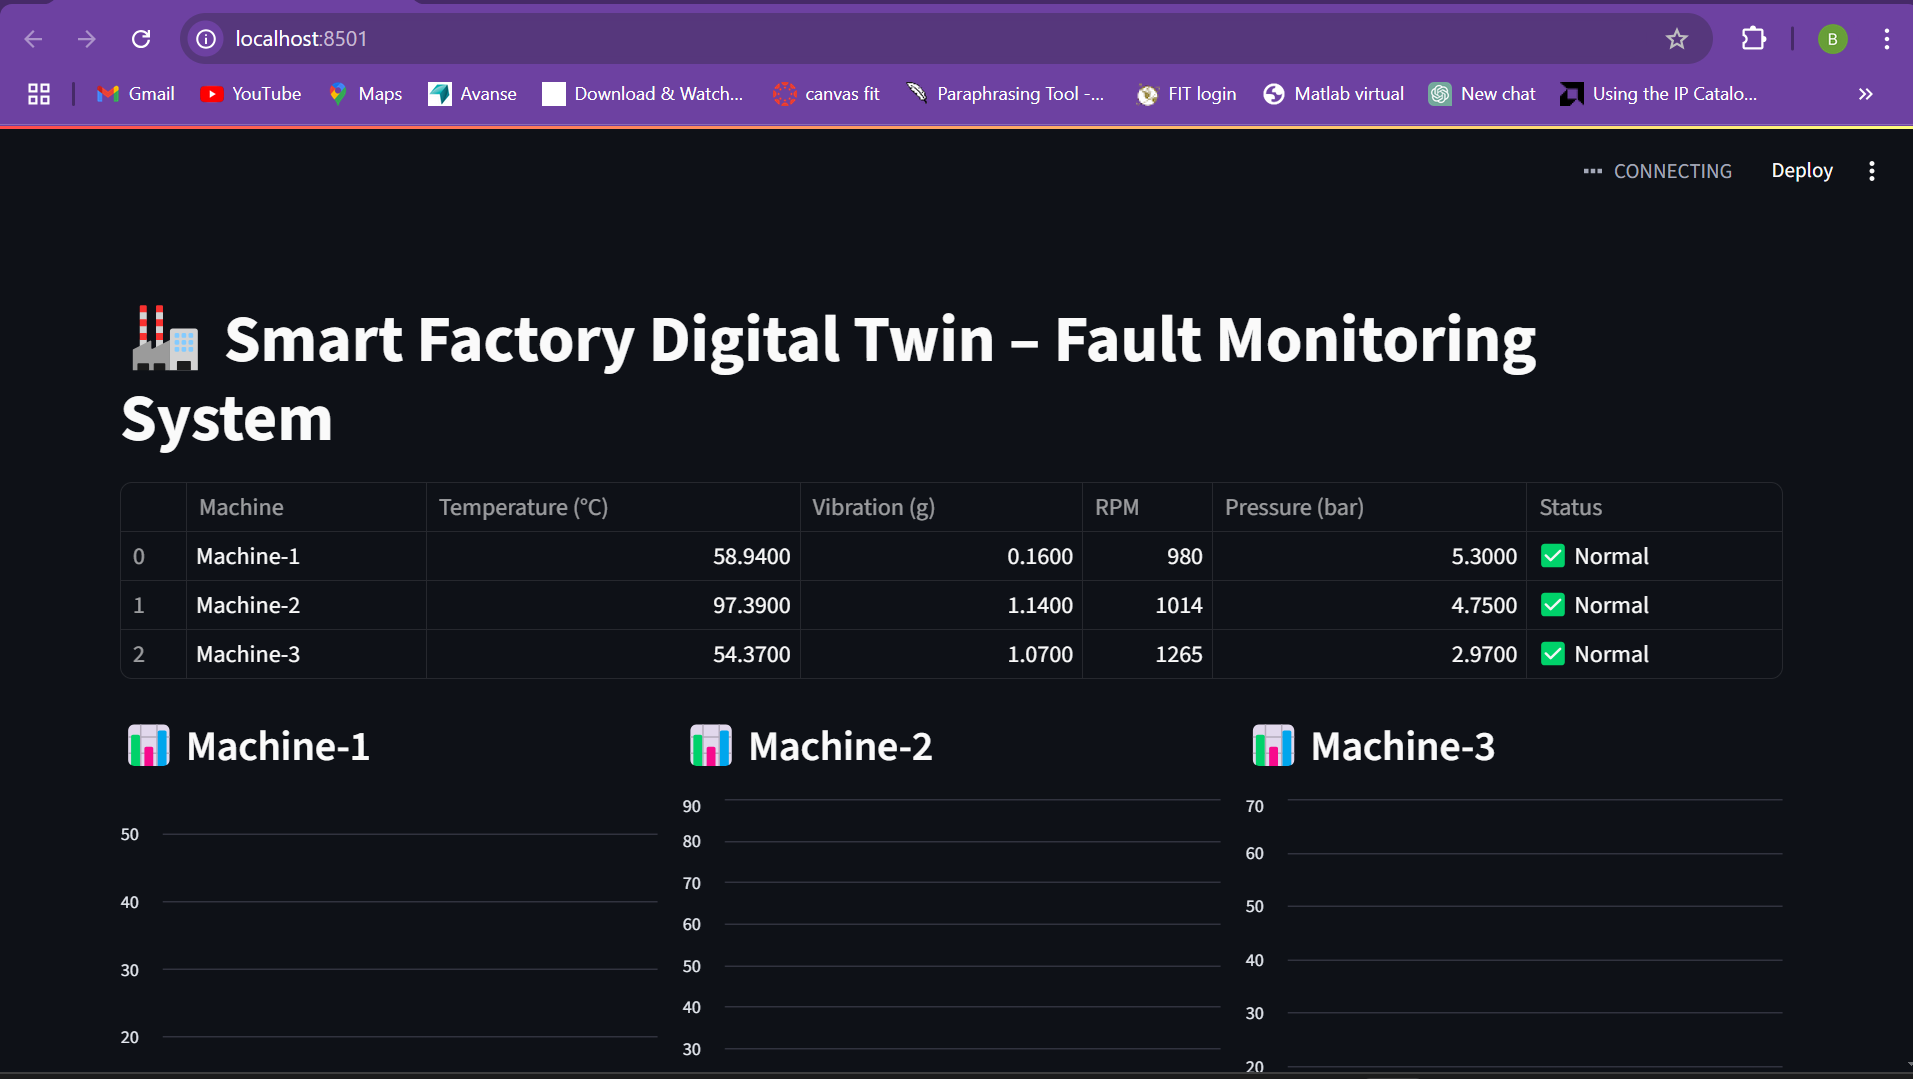 localhost:8501
B
Gmail YouTube Maps Avanse Download & Watch... canvas fit Paraphrasing Tool -... FIT login Matlab virtual New chat Using the IP Catalo...
CONNECTING Deploy
Smart Factory Digital Twin – Fault Monitoring
System
Machine Temperature (°C) Vibration (g) RPM Pressure (bar) Status
0 Machine-1 58.9400 0.1600 980 5.3000 Normal
1 Machine-2 97.3900 1.1400 1014 4.7500 Normal
2 Machine-3 54.3700 1.0700 1265 2.9700 Normal
Machine-1
50
40
30
20
Machine-2
90
80
70
60
50
40
30
Machine-3
70
60
50
40
30
20